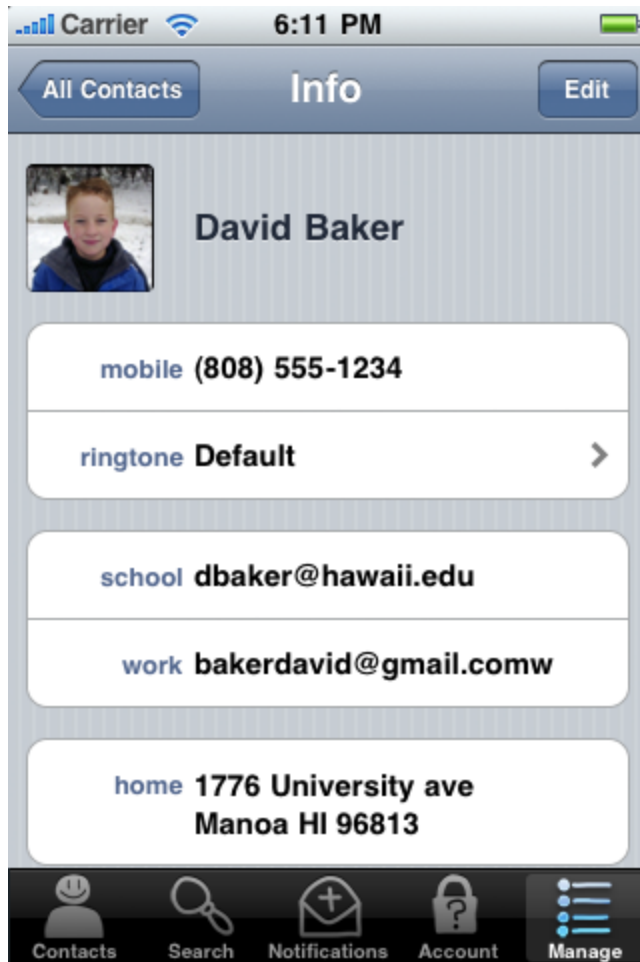 Carrier 6:11 PM
All Contacts Info Edit
David Baker
mobile (808) 555-1234
ringtone Default
school dbaker@hawaii.edu
work bakerdavid@gmail.comw
home 1776 University ave
Manoa HI 96813
Contacts Search Notifications Account Manage